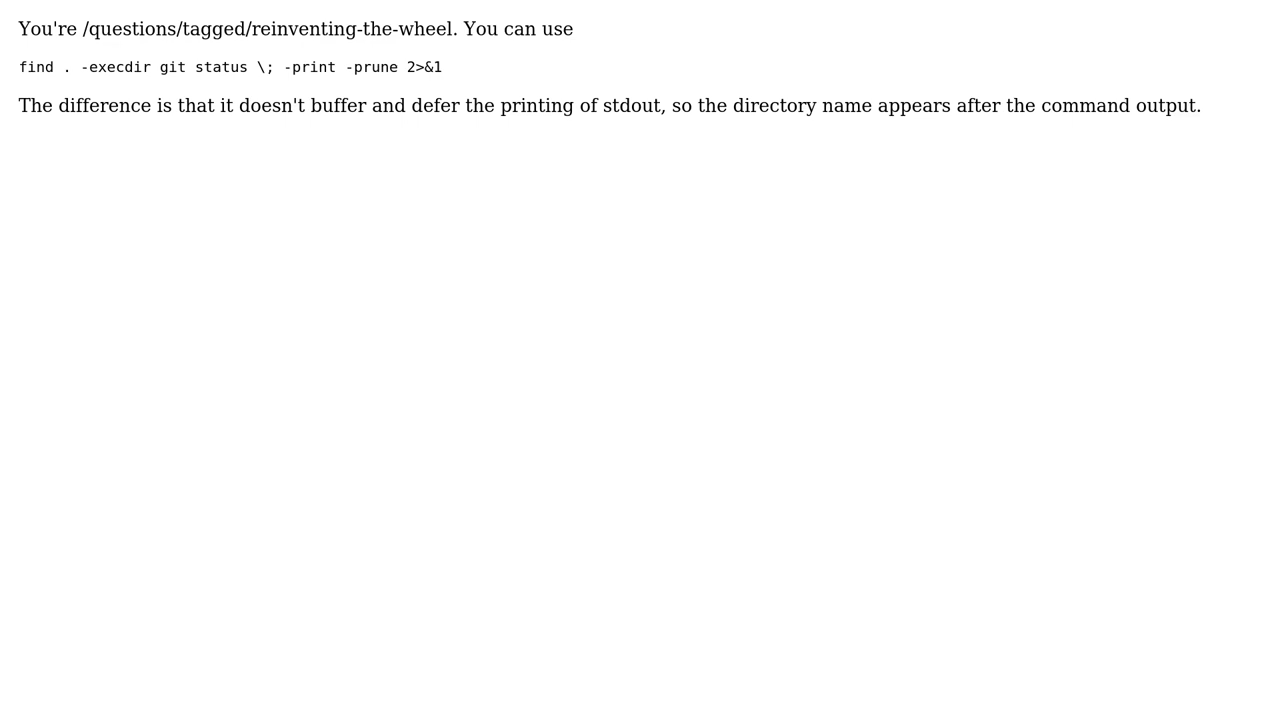 You're /questions/tagged/reinventing-the-wheel. You can use
find . -execdir git status \; -print -prune 2>&1
The difference is that it doesn't buffer and defer the printing of stdout, so the directory name appears after the command output.